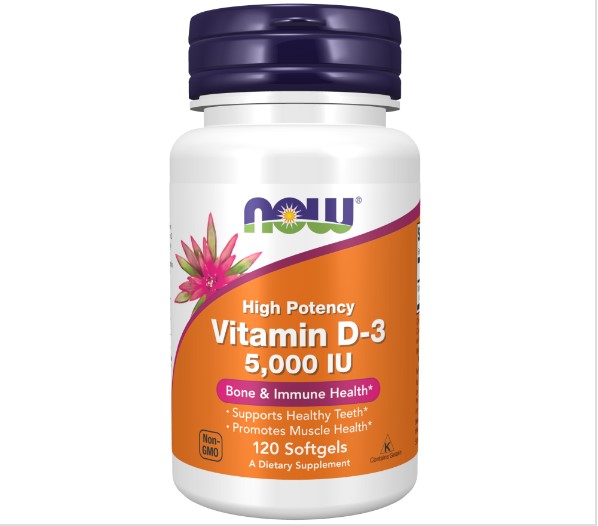 now®
High Potency
Vitamin D-3
5,000 IU
Bone & Immune Health*
• Supports Healthy Teeth*
• Promotes Muscle Health*
120 Softgels
A Dietary Supplement
Non-
GMO
K